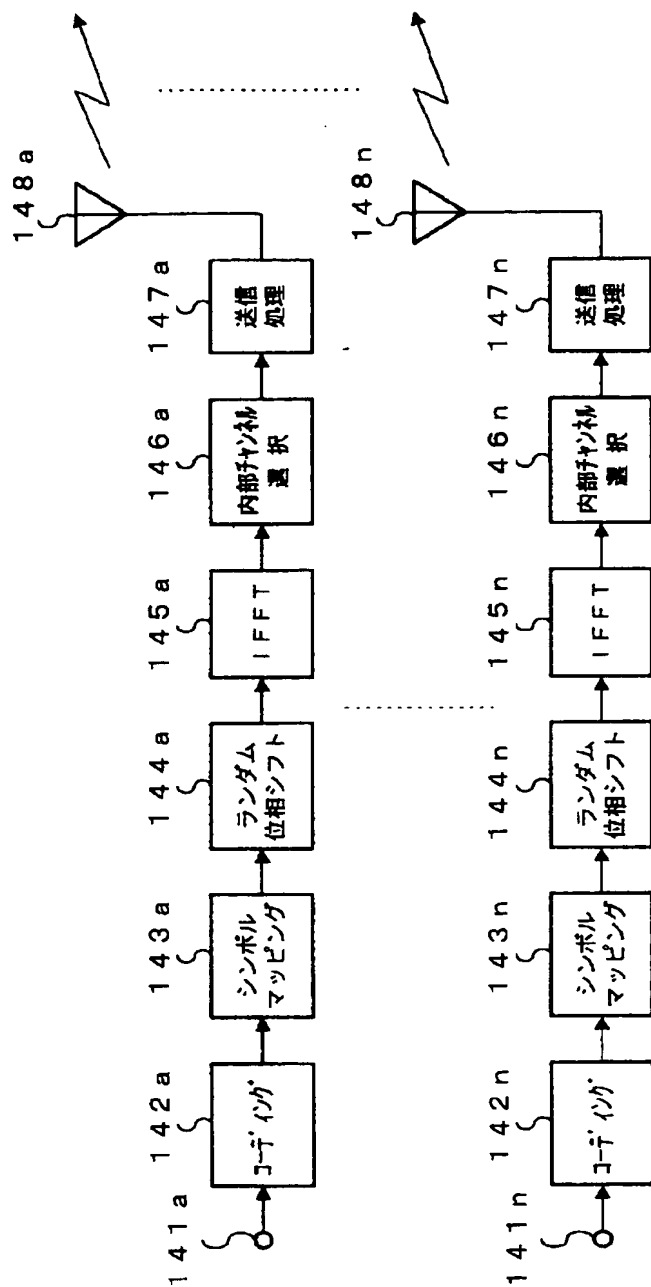 141a
142a
コーディング
143a
シンボル
マッピング
144a
ランダム
位相シフト
145a
IFFT
146a
内部チャンネル
選択
147a
送信
処理
148a
141n
142n
コーディング
143n
シンボル
マッピング
144n
ランダム
位相シフト
145n
IFFT
146n
内部チャンネル
選択
147n
送信
処理
148n